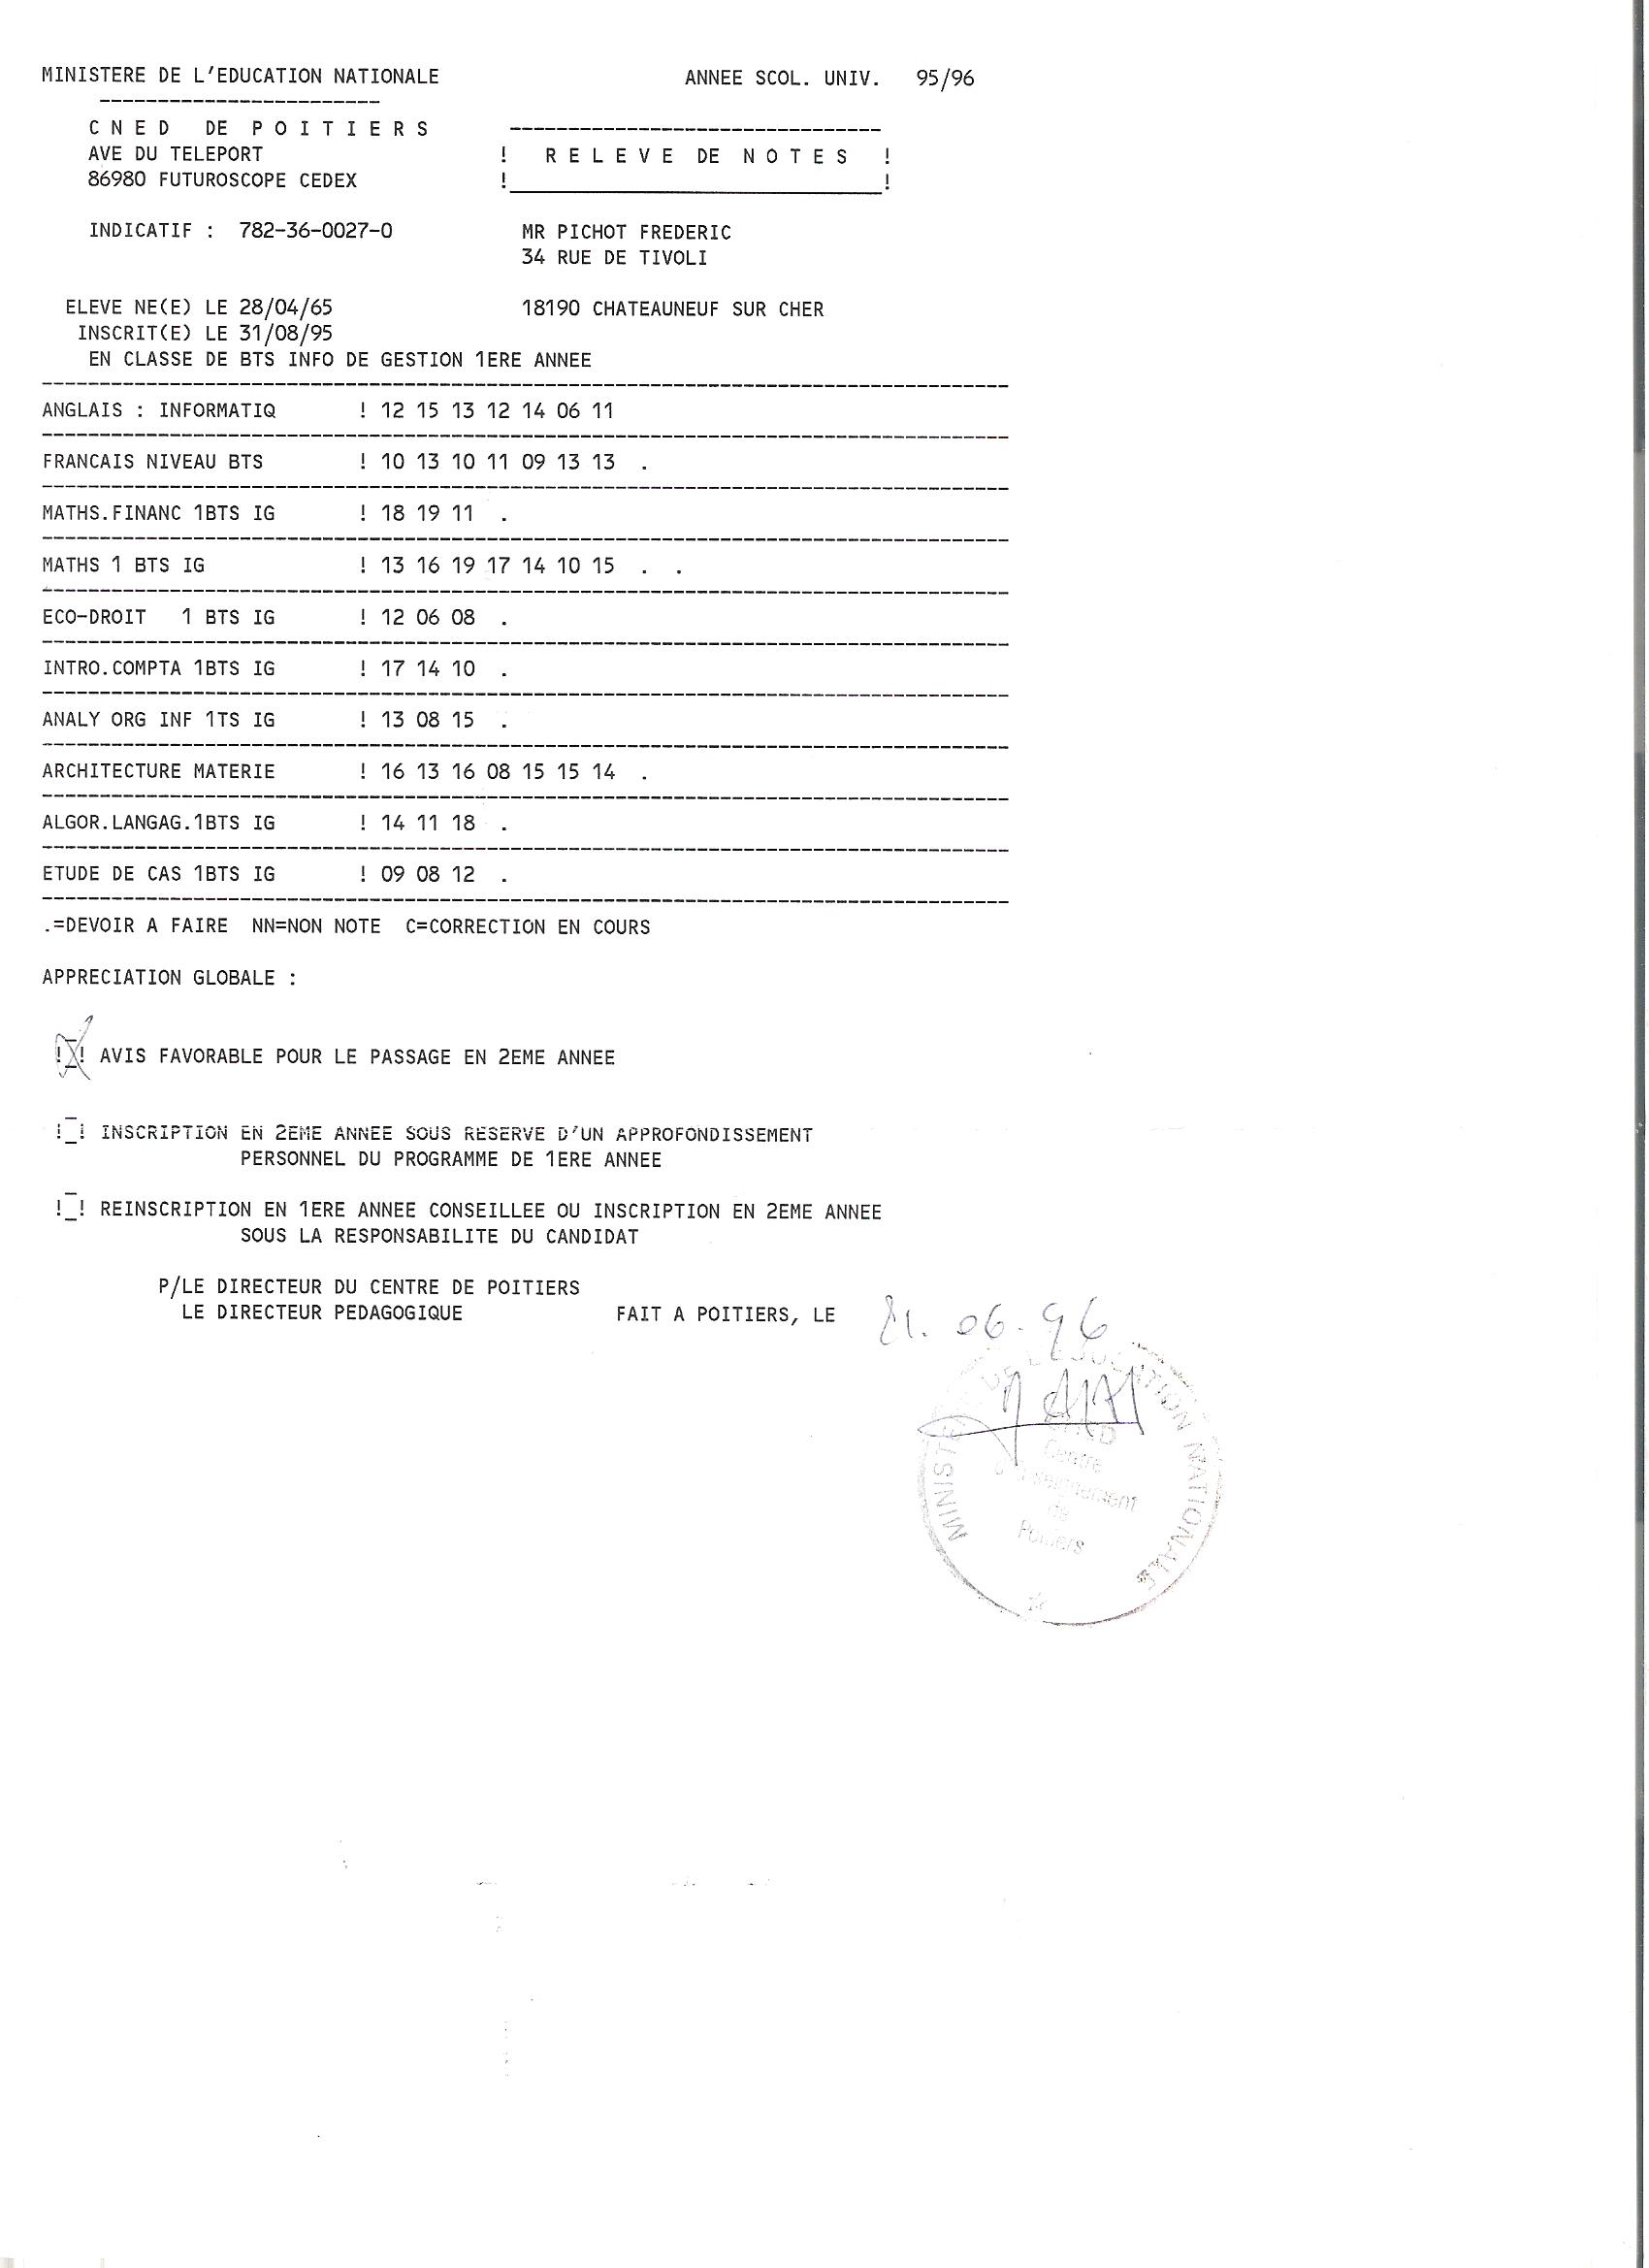 MINISTERE DE L'EDUCATION NATIONALE ANNEE SCOL. UNIV. 95/96
------------------------
C N E D DE P O I T I E R S --------------------------------
AVE DU TELEPORT ! R E L E V E DE N O T E S !
86980 FUTUROSCOPE CEDEX !________________________________!
INDICATIF : 782-36-0027-0 MR PICHOT FREDERIC
34 RUE DE TIVOLI
ELEVE NE(E) LE 28/04/65 18190 CHATEAUNEUF SUR CHER
INSCRIT(E) LE 31/08/95
EN CLASSE DE BTS INFO DE GESTION 1ERE ANNEE
ANGLAIS : INFORMATIQ ! 12 15 13 12 14 06 11
FRANCAIS NIVEAU BTS ! 10 13 10 11 09 13 13 .
MATHS.FINANC 1BTS IG ! 18 19 11 .
MATHS 1 BTS IG ! 13 16 19 17 14 10 15 . .
ECO-DROIT 1 BTS IG ! 12 06 08 .
INTRO.COMPTA 1BTS IG ! 17 14 10 .
ANALY ORG INF 1TS IG ! 13 08 15 .
ARCHITECTURE MATERIE ! 16 13 16 08 15 15 14 .
ALGOR.LANGAG.1BTS IG ! 14 11 18 .
ETUDE DE CAS 1BTS IG ! 09 08 12 .
.=DEVOIR A FAIRE NN=NON NOTE C=CORRECTION EN COURS
APPRECIATION GLOBALE :
!X! AVIS FAVORABLE POUR LE PASSAGE EN 2EME ANNEE
!_! INSCRIPTION EN 2EME ANNEE SOUS RESERVE D'UN APPROFONDISSEMENT
PERSONNEL DU PROGRAMME DE 1ERE ANNEE
!_! REINSCRIPTION EN 1ERE ANNEE CONSEILLEE OU INSCRIPTION EN 2EME ANNEE
SOUS LA RESPONSABILITE DU CANDIDAT
P/LE DIRECTEUR DU CENTRE DE POITIERS
LE DIRECTEUR PEDAGOGIQUE FAIT A POITIERS, LE 21.06.96
MINISTERE DE L'EDUCATION NATIONALE
CNED
Centre
d'Enseignement
de
Poitiers